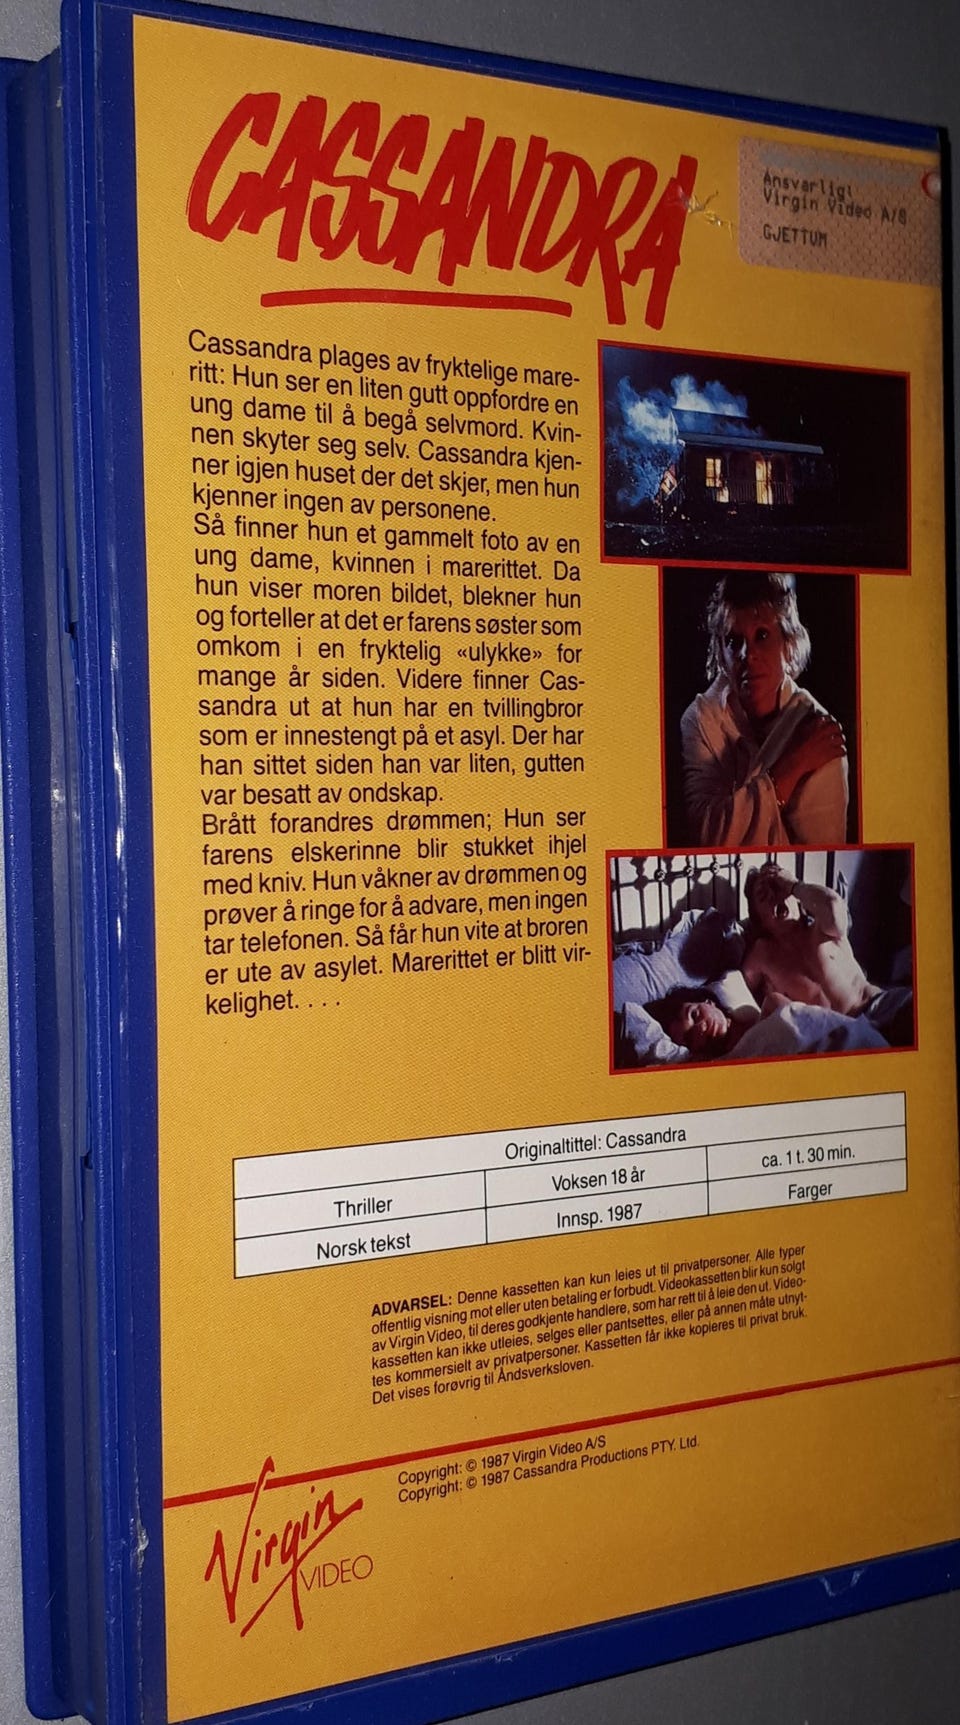 CASSANDRA
Ansvarlig:
Virgin Video A/S
GJETTUM
Cassandra plages av fryktelige mare-
ritt: Hun ser en liten gutt oppfordre en
ung dame til å begå selvmord. Kvin-
nen skyter seg selv. Cassandra kjen-
ner igjen huset der det skjer, men hun
kjenner ingen av personene.
Så finner hun et gammelt foto av en
ung dame, kvinnen i marerittet. Da
hun viser moren bildet, blekner hun
og forteller at det er farens søster som
omkom i en fryktelig «ulykke» for
mange år siden. Videre finner Cas-
sandra ut at hun har en tvillingbror
som er innestengt på et asyl. Der har
han sittet siden han var liten, gutten
var besatt av ondskap.
Brått forandres drømmen; Hun ser
farens elskerinne blir stukket ihjel
med kniv. Hun våkner av drømmen og
prøver å ringe for å advare, men ingen
tar telefonen. Så får hun vite at broren
er ute av asylet. Marerittet er blitt vir-
kelighet. . . .
Originaltittel: Cassandra
Thriller
Voksen 18 år
ca. 1 t. 30 min.
Norsk tekst
Innsp. 1987
Farger
ADVARSEL: Denne kassetten kan kun leies ut til privatpersoner. Alle typer
offentlig visning mot eller uten betaling er forbudt. Videokassetten blir kun solgt
av Virgin Video, til deres godkjente handlere, som har rett til å leie den ut. Video-
kassetten kan ikke utleies, selges eller pantsettes, eller på annen måte utnyt-
tes kommersielt av privatpersoner. Kassetten får ikke kopieres til privat bruk.
Det vises forøvrig til Åndsverksloven.
Copyright: © 1987 Virgin Video A/S
Copyright: © 1987 Cassandra Productions PTY. Ltd.
Virgin
VIDEO